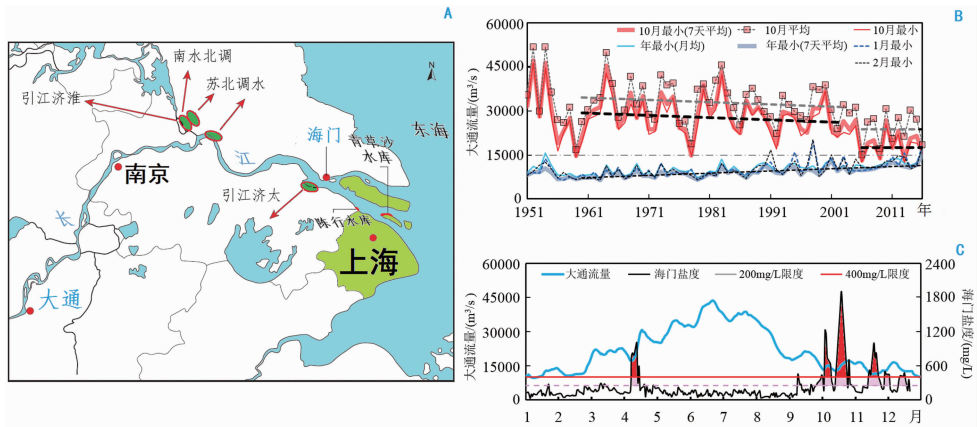 A
南水北调
苏北调水
引江济淮
N
海门
青草沙
水库
东海
南京
江
引江济太
长
陈行水库
上海
大通
B
60000
45000
30000
15000
0
大通流量/(m³/s)
10月最小(7天平均)
10月平均
10月最小
年最小(月均)
年最小(7天平均)
1月最小
2月最小
1951 1961 1971 1981 1991 2001 2011 年
C
大通流量
海门盐度
200mg/L限度
400mg/L限度
60000
45000
30000
15000
0
大通流量/(m³/s)
2400
1800
1200
600
0
海门盐度/(mg/L)
1 2 3 4 5 6 7 8 9 10 11 12 月